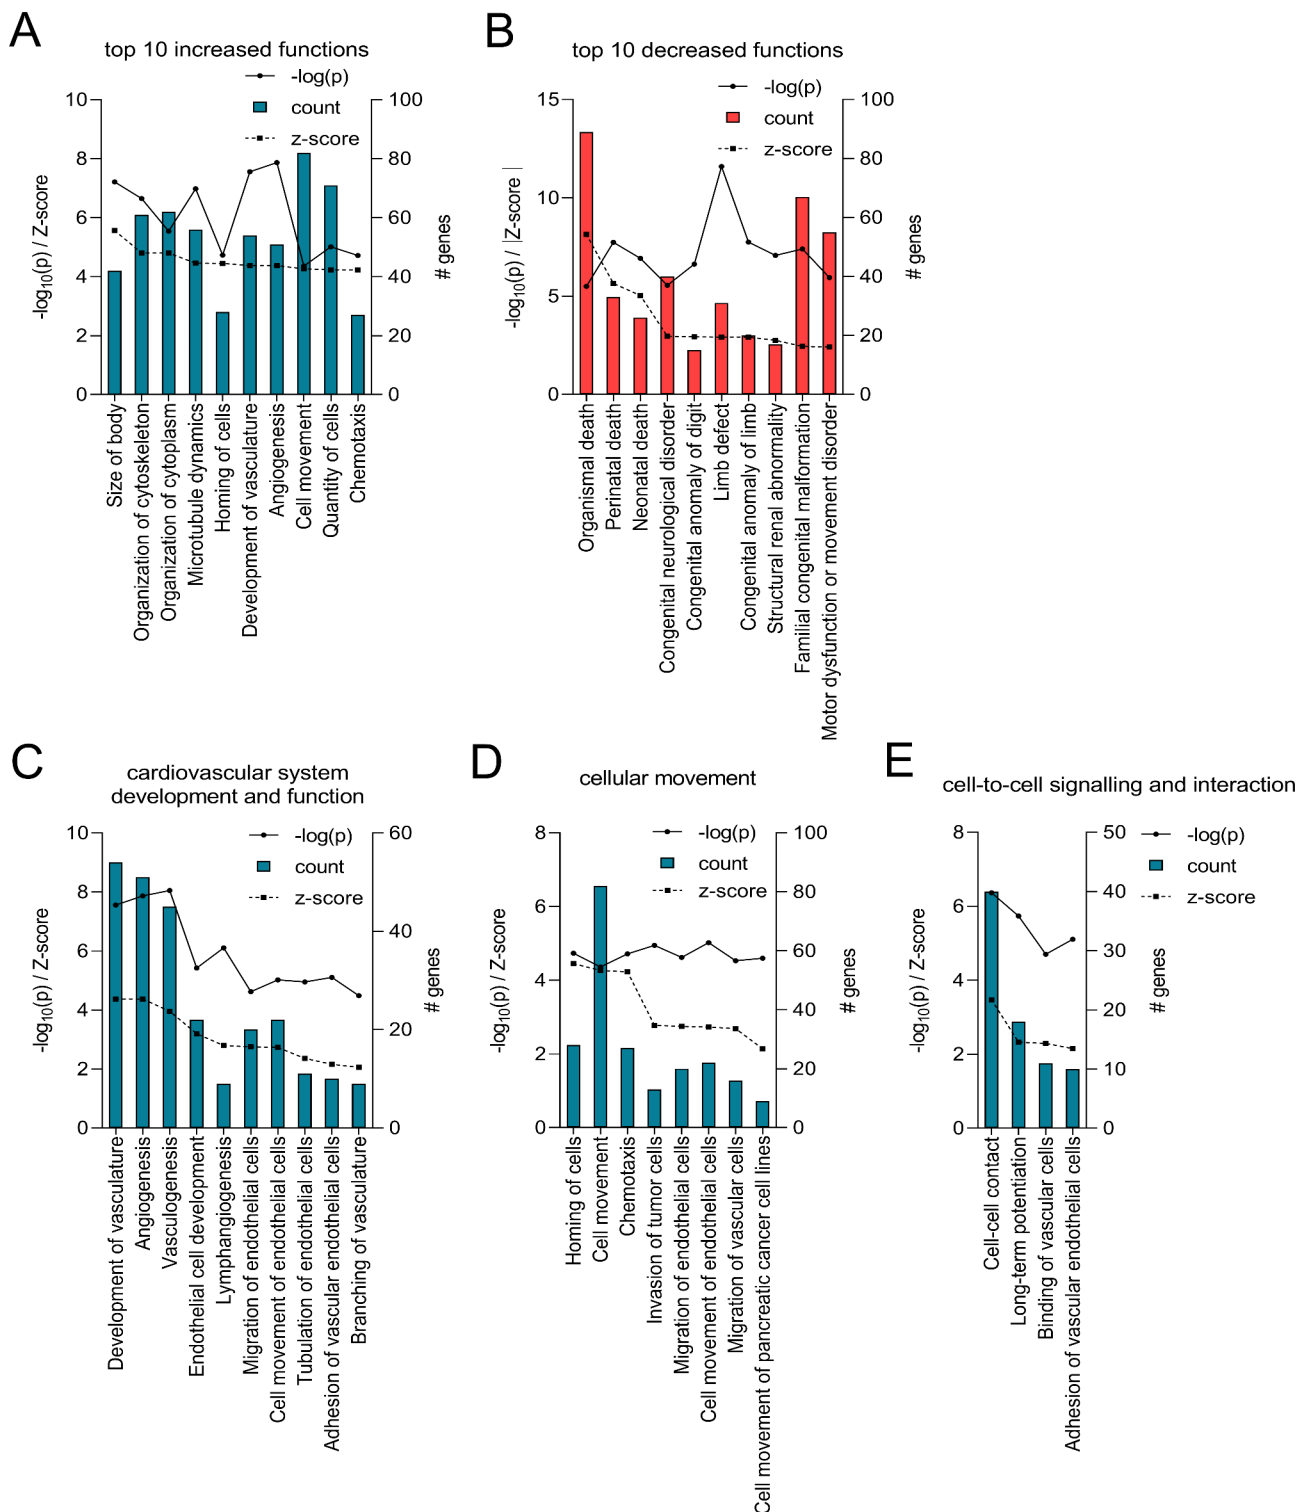 A
top 10 increased functions
-log(p)
count
z-score
10
8
6
4
2
0
100
80
60
40
20
0
-log10(p) / Z-score
# genes
Size of body
Organization of cytoskeleton
Organization of cytoplasm
Microtubule dynamics
Homing of cells
Development of vasculature
Angiogenesis
Cell movement
Quantity of cells
Chemotaxis
B
top 10 decreased functions
-log(p)
count
z-score
15
10
5
0
100
80
60
40
20
0
-log10(p) / |Z-score |
# genes
Organismal death
Perinatal death
Neonatal death
Congenital neurological disorder
Congenital anomaly of digit
Limb defect
Congenital anomaly of limb
Structural renal abnormality
Familial congenital malformation
Motor dysfunction or movement disorder
C
cardiovascular system
development and function
-log(p)
count
z-score
10
8
6
4
2
0
60
40
20
0
-log10(p) / Z-score
# genes
Development of vasculature
Angiogenesis
Vasculogenesis
Endothelial cell development
Lymphangiogenesis
Migration of endothelial cells
Cell movement of endothelial cells
Tubulation of endothelial cells
Adhesion of vascular endothelial cells
Branching of vasculature
D
cellular movement
-log(p)
count
z-score
8
6
4
2
0
100
80
60
40
20
0
-log10(p) / Z-score
# genes
Homing of cells
Cell movement
Chemotaxis
Invasion of tumor cells
Migration of endothelial cells
Cell movement of endothelial cells
Migration of vascular cells
Cell movement of pancreatic cancer cell lines
E
cell-to-cell signalling and interaction
-log(p)
count
z-score
8
6
4
2
0
50
40
30
20
10
0
-log10(p) / Z-score
# genes
Cell-cell contact
Long-term potentiation
Binding of vascular cells
Adhesion of vascular endothelial cells